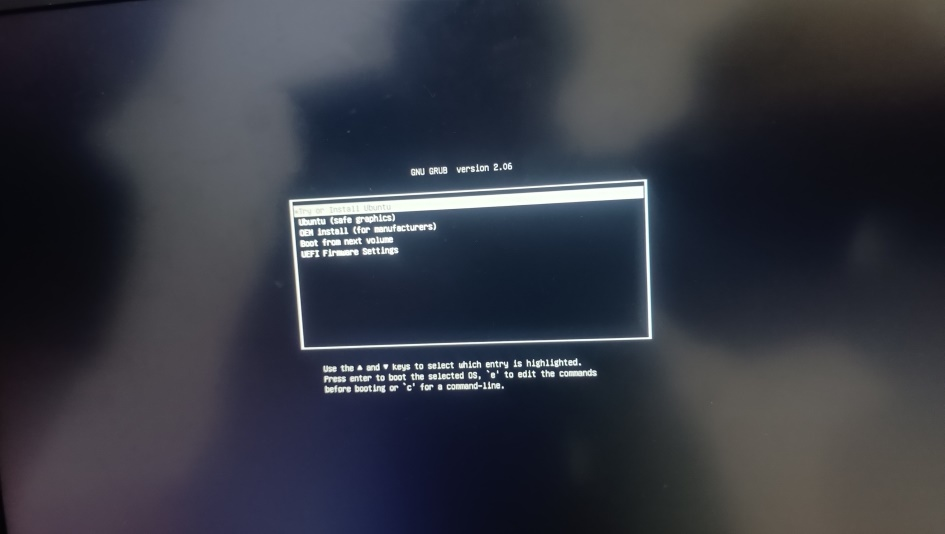 GNU GRUB version 2.06
*Try or Install Ubuntu
Ubuntu (safe graphics)
OEM install (for manufacturers)
Boot from next volume
UEFI Firmware Settings
Use the ▲ and ▼ keys to select which entry is highlighted.
Press enter to boot the selected OS, `e' to edit the commands
before booting or `c' for a command-line.